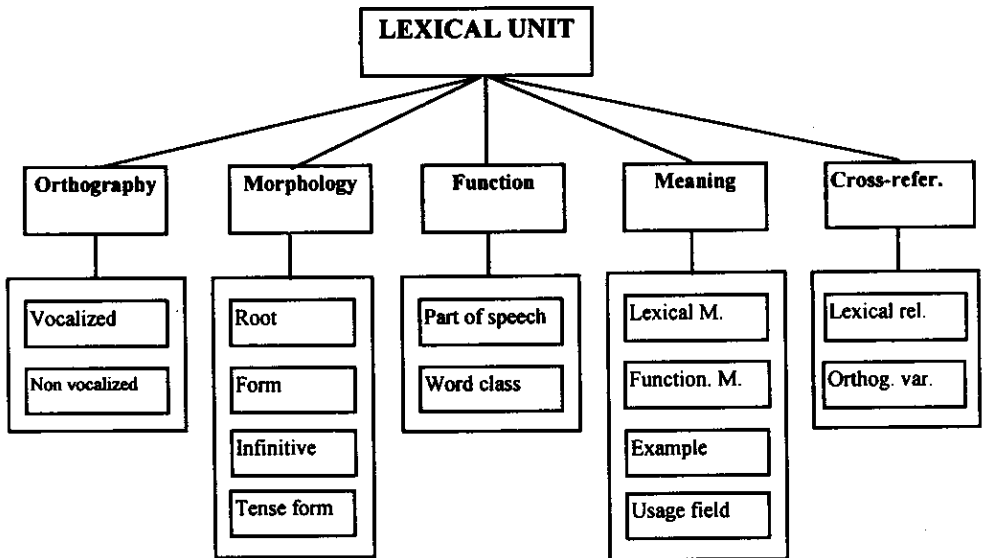 LEXICAL UNIT
Orthography
Morphology
Function
Meaning
Cross-refer.
Vocalized
Non vocalized
Root
Form
Infinitive
Tense form
Part of speech
Word class
Lexical M.
Function. M.
Example
Usage field
Lexical rel.
Orthog. var.